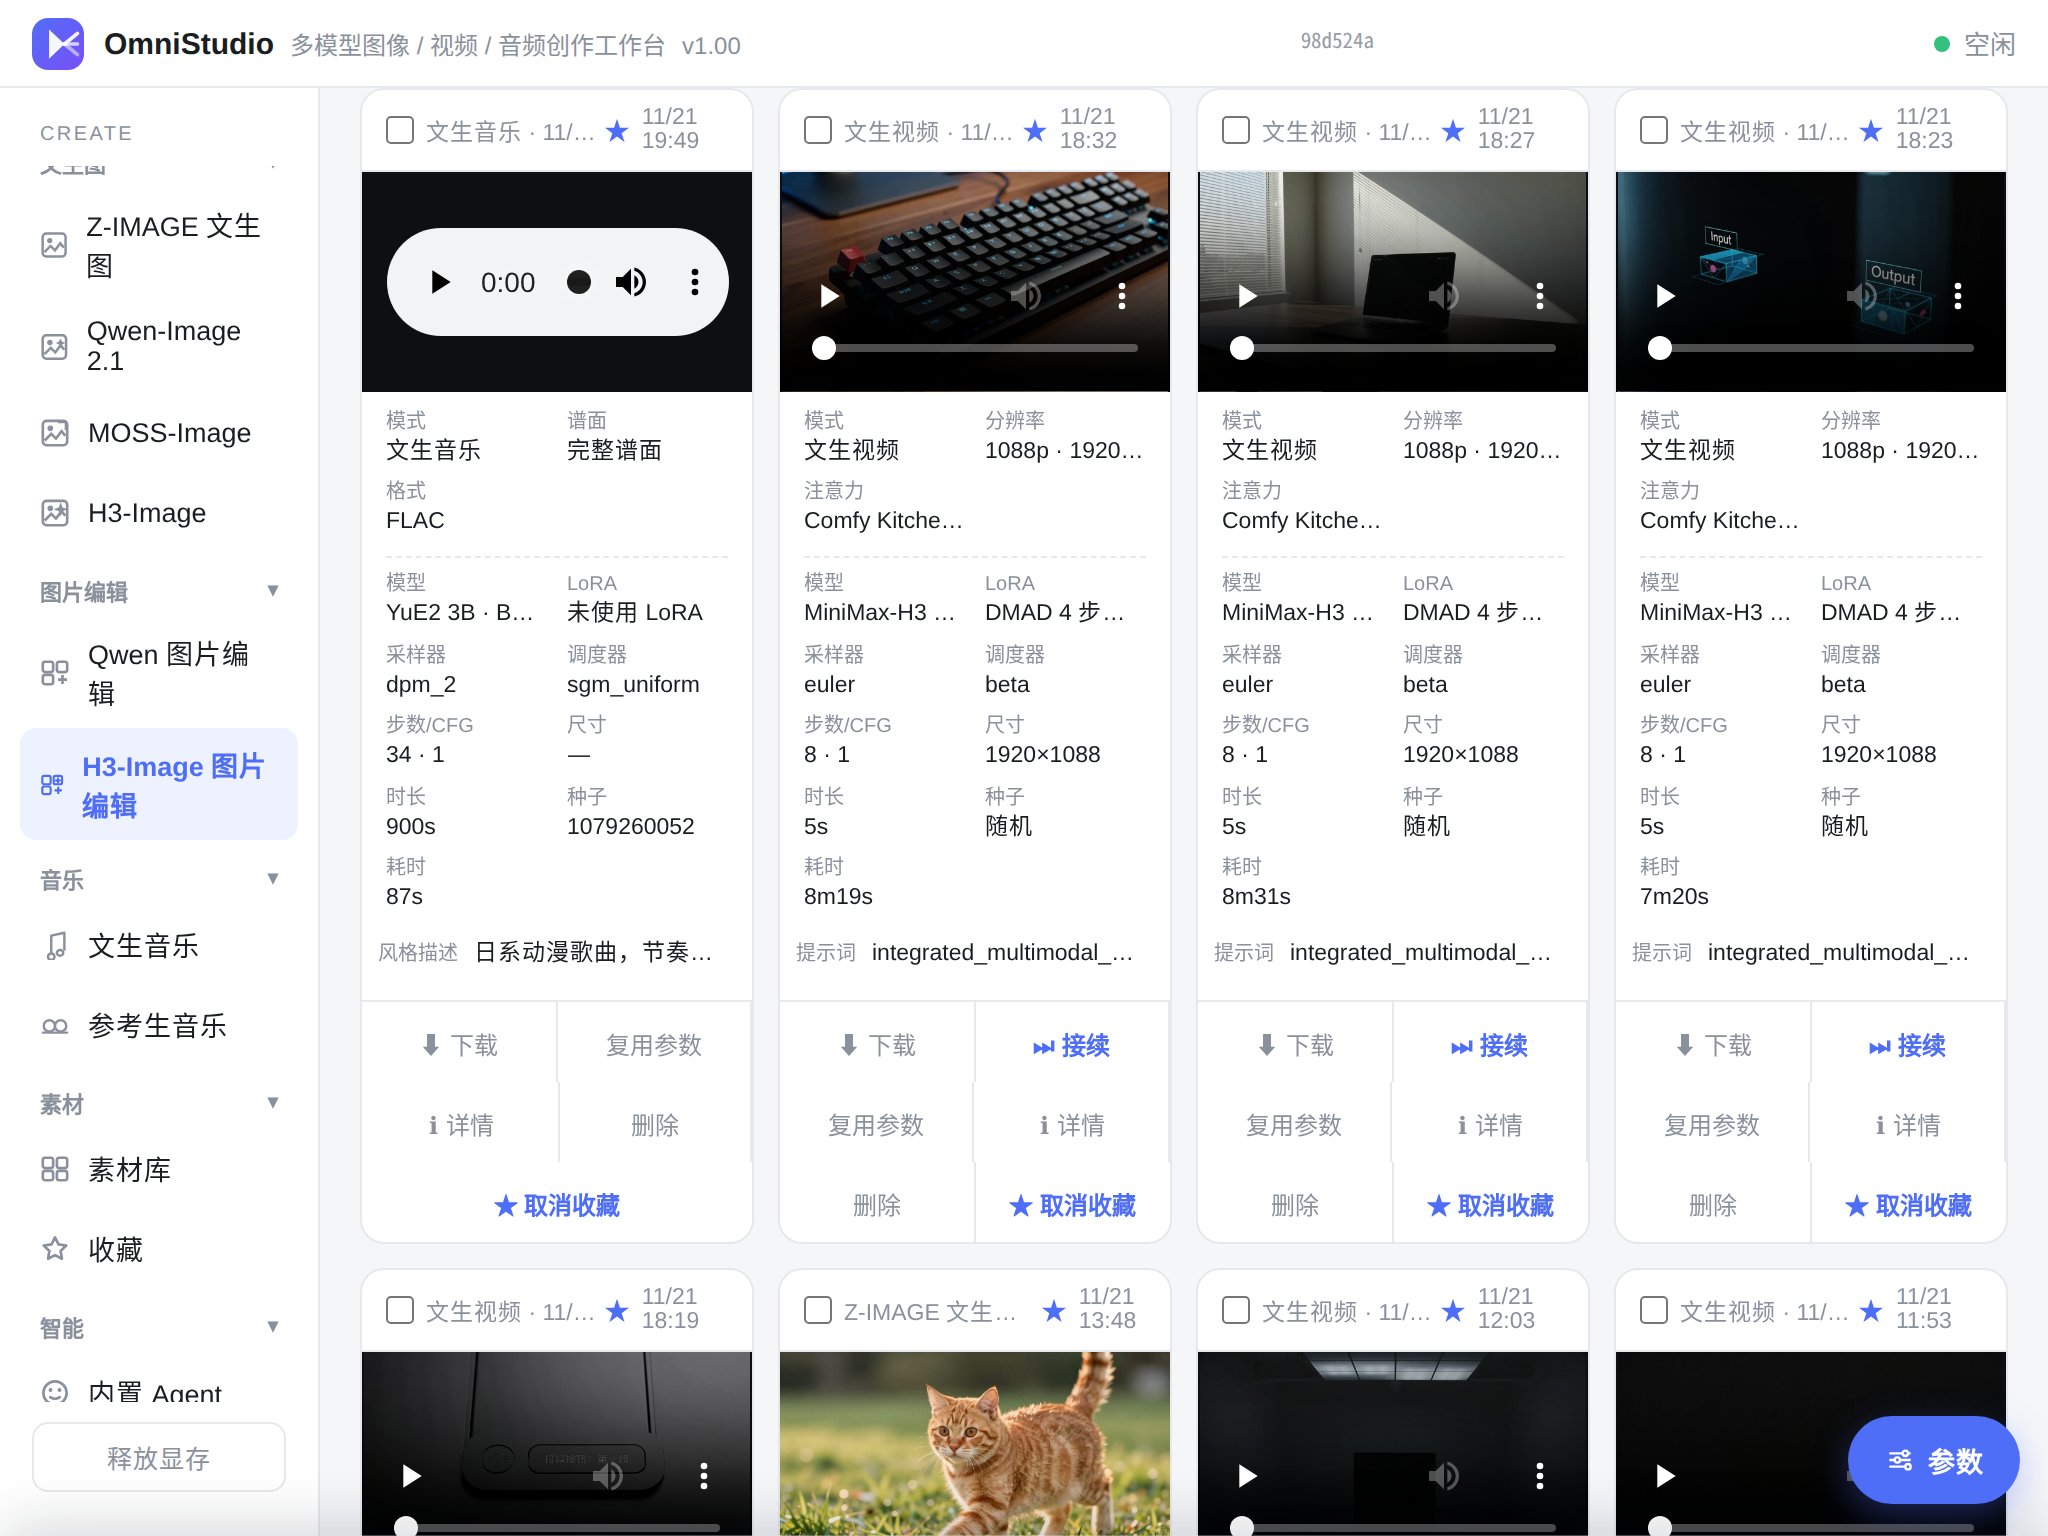 OmniStudio 多模型图像 / 视频 / 音频创作工作台 v1.00
98d524a
空闲
CREATE
文生图
Z-IMAGE 文生
图
Qwen-Image
2.1
MOSS-Image
H3-Image
图片编辑
Qwen 图片编
辑
H3-Image 图片
编辑
音乐
文生音乐
参考生音乐
素材
素材库
收藏
智能
内置 Agent
释放显存
文生音乐 · 11/… ★ 11/21
19:49
0:00
模式 谱面
文生音乐 完整谱面
格式
FLAC
模型 LoRA
YuE2 3B · B… 未使用 LoRA
采样器 调度器
dpm_2 sgm_uniform
步数/CFG 尺寸
34 · 1 —
时长 种子
900s 1079260052
耗时
87s
风格描述 日系动漫歌曲，节奏…
下载 复用参数
详情 删除
★ 取消收藏
文生视频 · 11/… ★ 11/21
18:32
模式 分辨率
文生视频 1088p · 1920…
注意力
Comfy Kitche…
模型 LoRA
MiniMax-H3 … DMAD 4 步…
采样器 调度器
euler beta
步数/CFG 尺寸
8 · 1 1920×1088
时长 种子
5s 随机
耗时
8m19s
提示词 integrated_multimodal_…
下载 接续
复用参数 详情
删除 ★ 取消收藏
文生视频 · 11/… ★ 11/21
18:27
模式 分辨率
文生视频 1088p · 1920…
注意力
Comfy Kitche…
模型 LoRA
MiniMax-H3 … DMAD 4 步…
采样器 调度器
euler beta
步数/CFG 尺寸
8 · 1 1920×1088
时长 种子
5s 随机
耗时
8m31s
提示词 integrated_multimodal_…
下载 接续
复用参数 详情
删除 ★ 取消收藏
文生视频 · 11/… ★ 11/21
18:23
Input
Output
模式 分辨率
文生视频 1088p · 1920…
注意力
Comfy Kitche…
模型 LoRA
MiniMax-H3 … DMAD 4 步…
采样器 调度器
euler beta
步数/CFG 尺寸
8 · 1 1920×1088
时长 种子
5s 随机
耗时
7m20s
提示词 integrated_multimodal_…
下载 接续
复用参数 详情
删除 ★ 取消收藏
文生视频 · 11/… ★ 11/21
18:19
Z-IMAGE 文生… ★ 11/21
13:48
文生视频 · 11/… ★ 11/21
12:03
文生视频 · 11/… ★ 11/21
11:53
参数